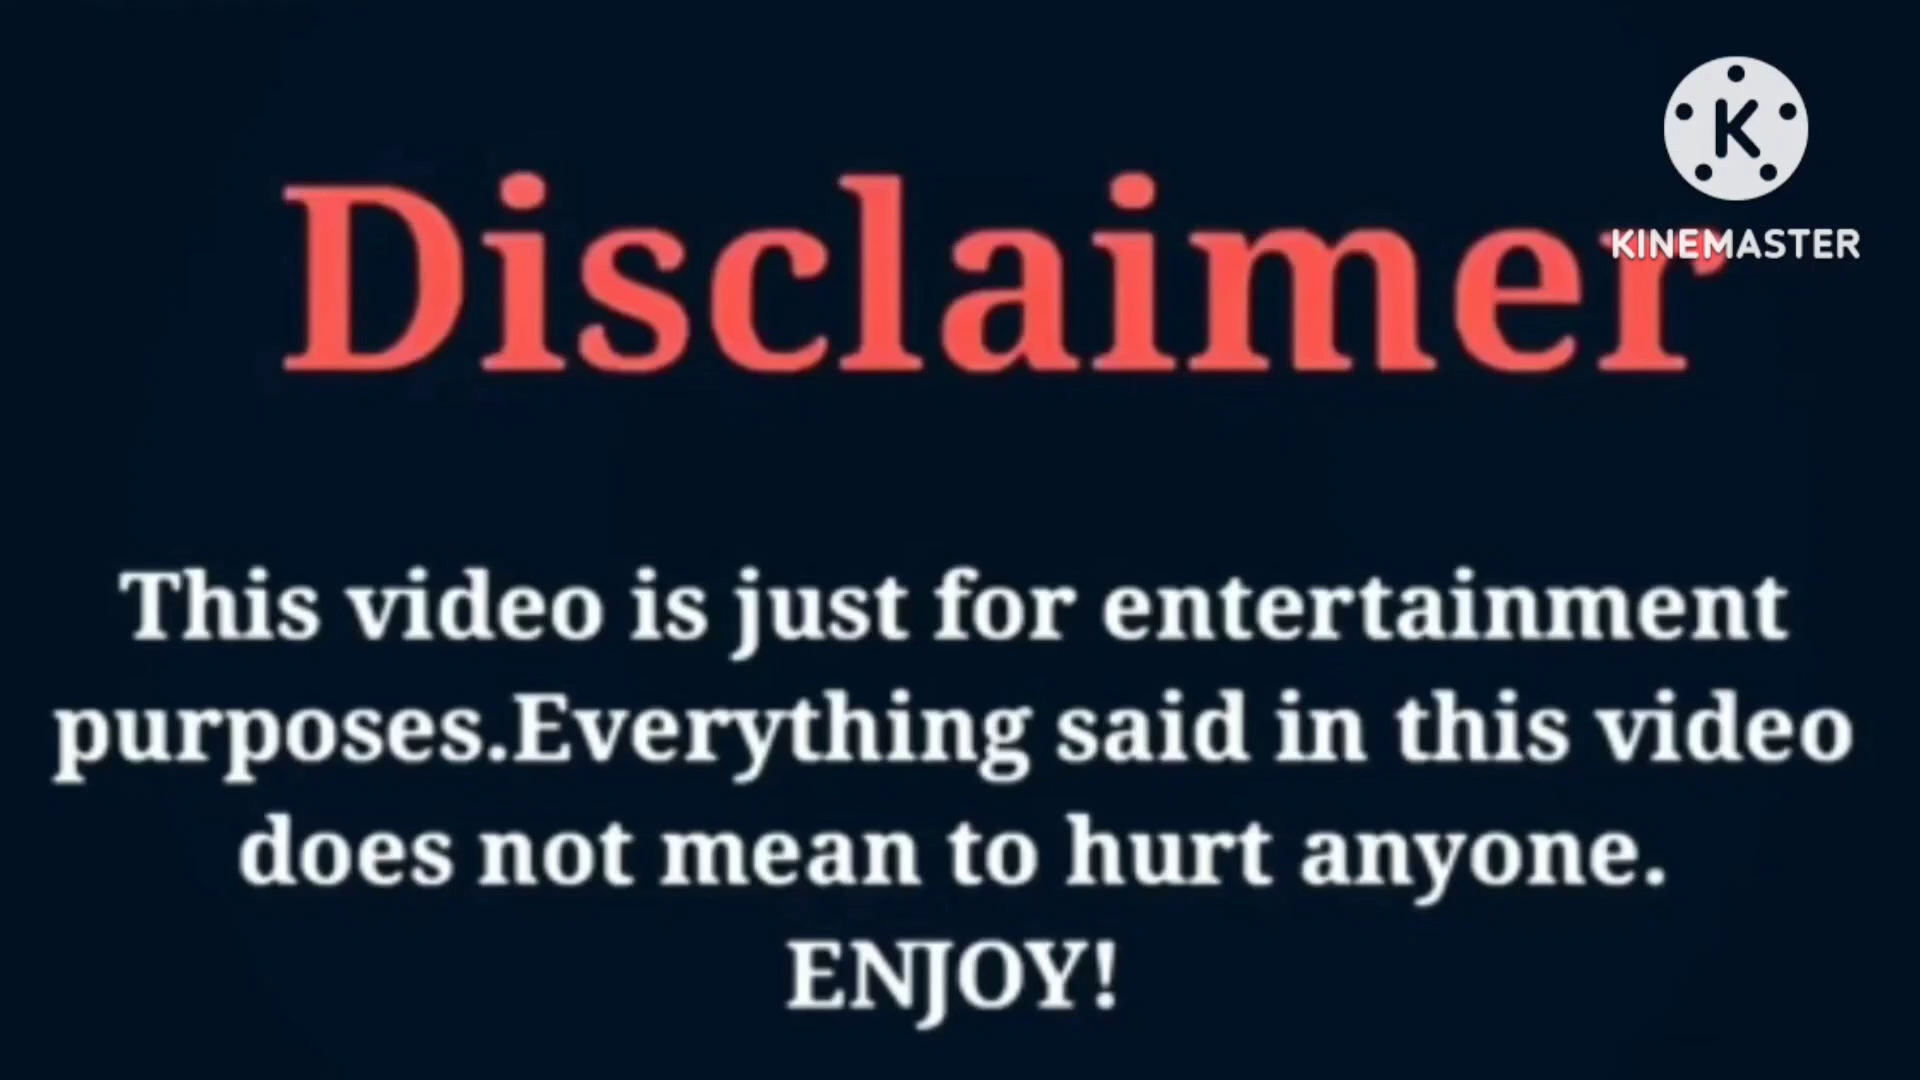 K
KINEMASTER
Disclaimer
This video is just for entertainment
purposes.Everything said in this video
does not mean to hurt anyone.
ENJOY!